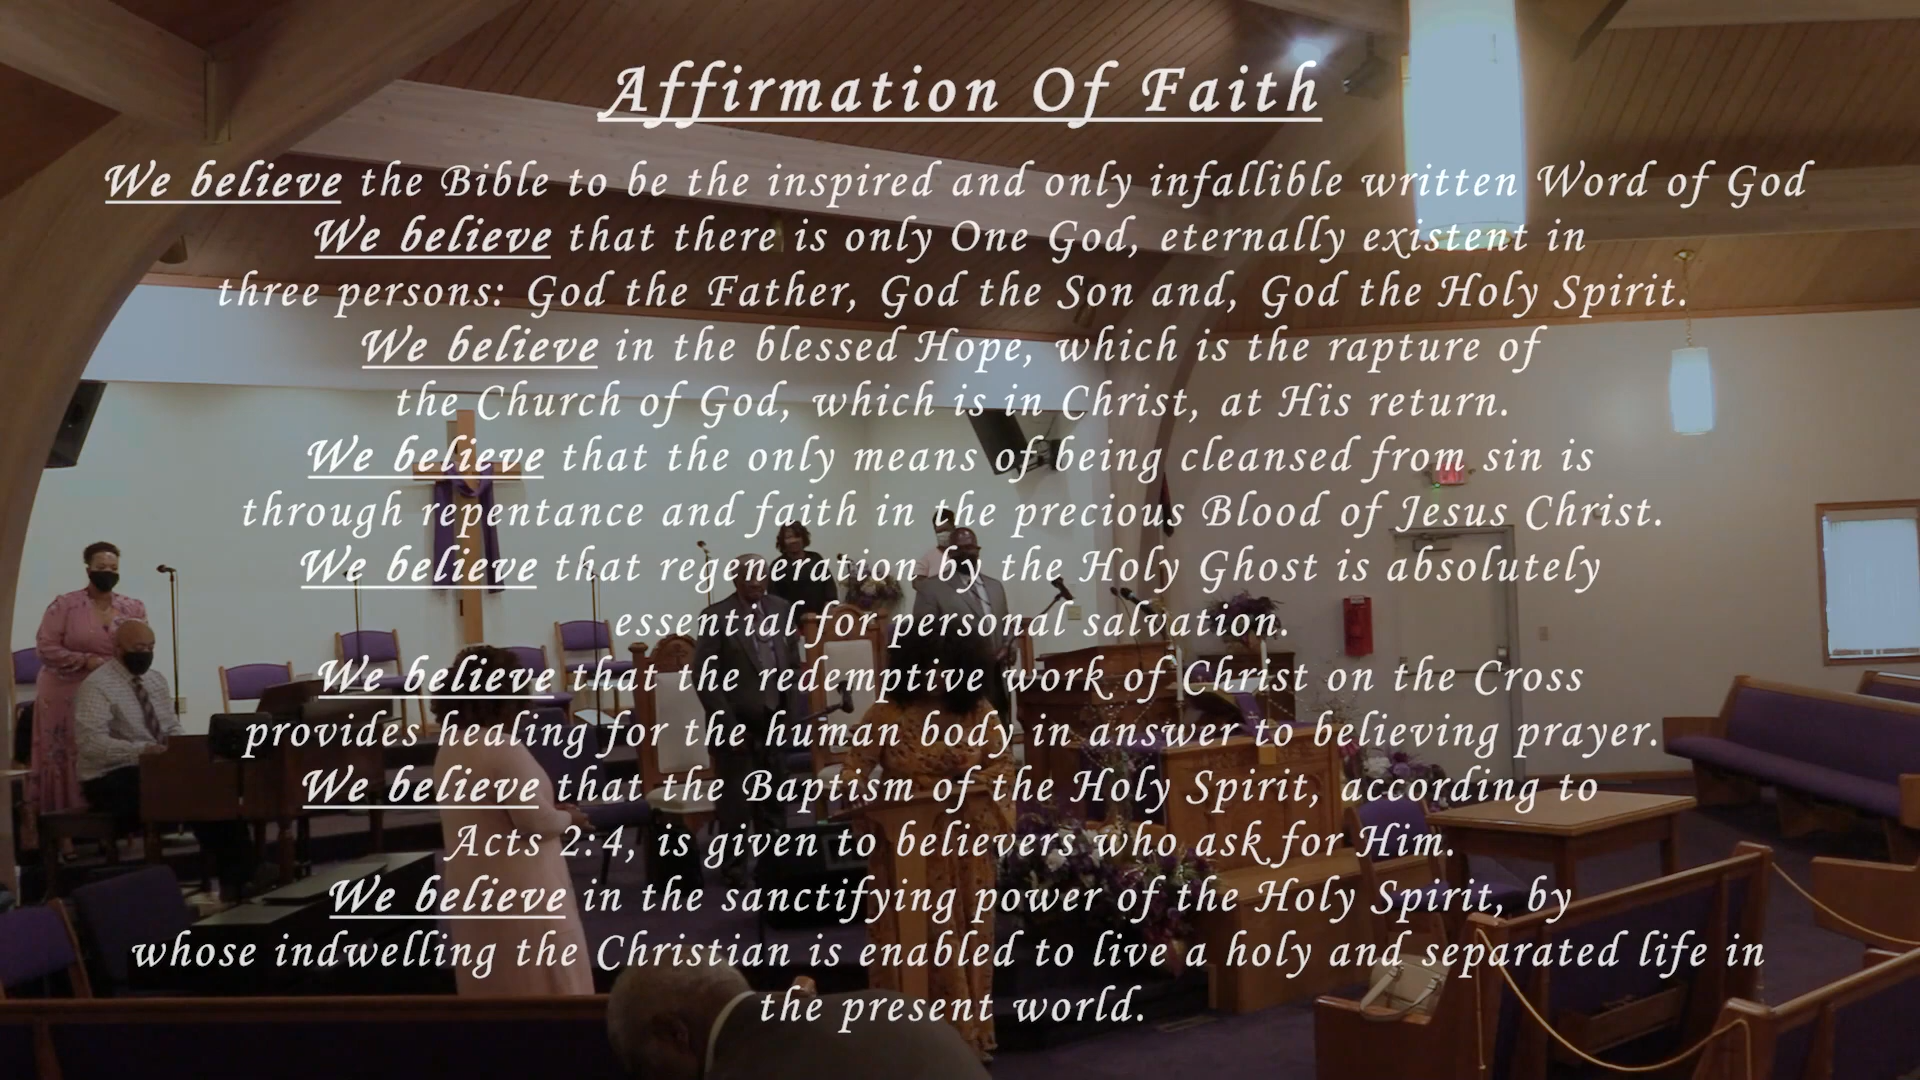 Affirmation Of Faith
We believe the Bible to be the inspired and only infallible written Word of God
We believe that there is only One God, eternally existent in
three persons: God the Father, God the Son and, God the Holy Spirit.
We believe in the blessed Hope, which is the rapture of
the Church of God, which is in Christ, at His return.
We believe that the only means of being cleansed from sin is
through repentance and faith in the precious Blood of Jesus Christ.
We believe that regeneration by the Holy Ghost is absolutely
essential for personal salvation.
We believe that the redemptive work of Christ on the Cross
provides healing for the human body in answer to believing prayer.
We believe that the Baptism of the Holy Spirit, according to
Acts 2:4, is given to believers who ask for Him.
We believe in the sanctifying power of the Holy Spirit, by
whose indwelling the Christian is enabled to live a holy and separated life in
the present world.
EXIT